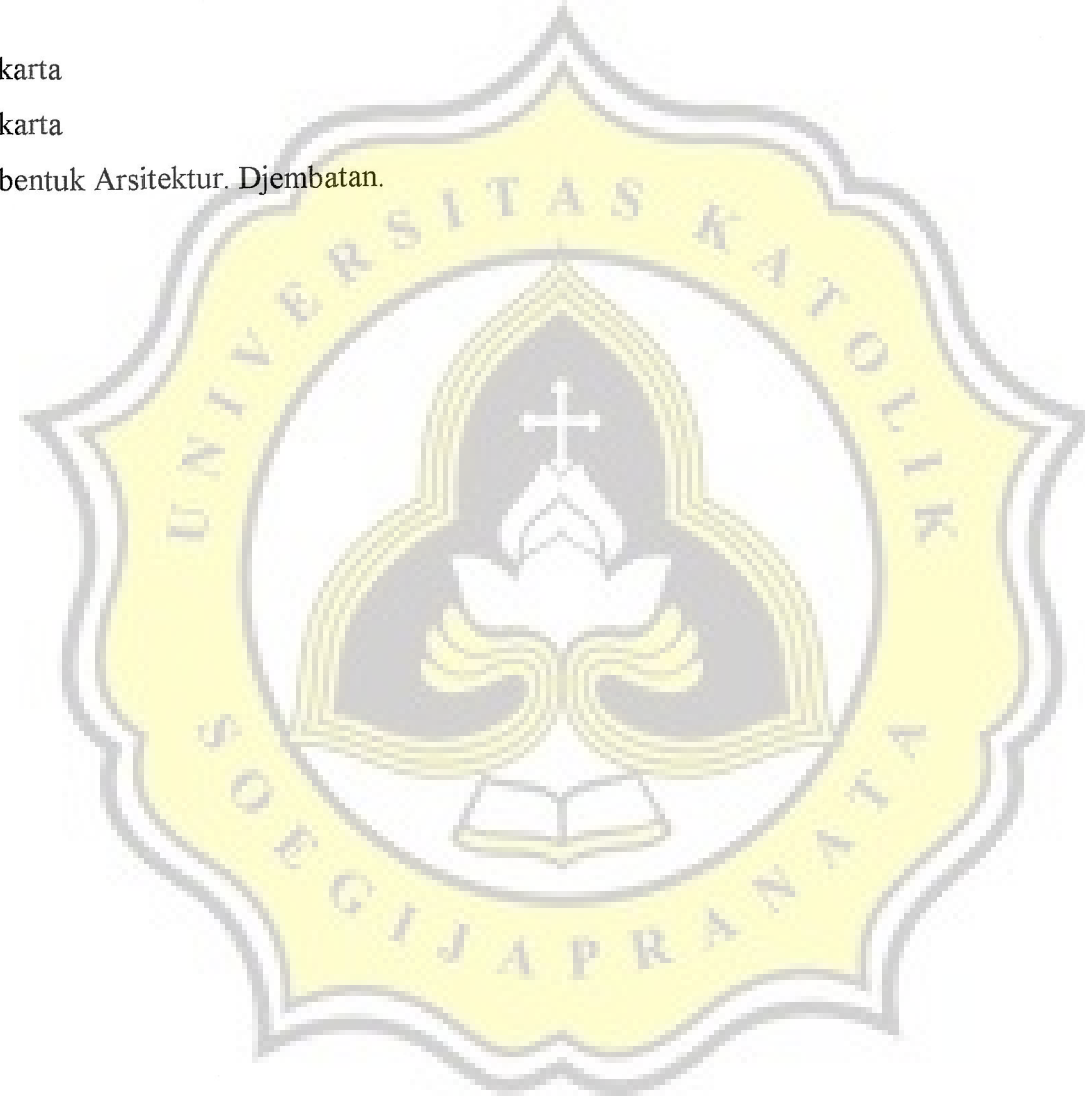 karta
karta
bentuk Arsitektur. Djembatan.
UNIVERSITAS KATOLIK
SOEGIJAPRANATA